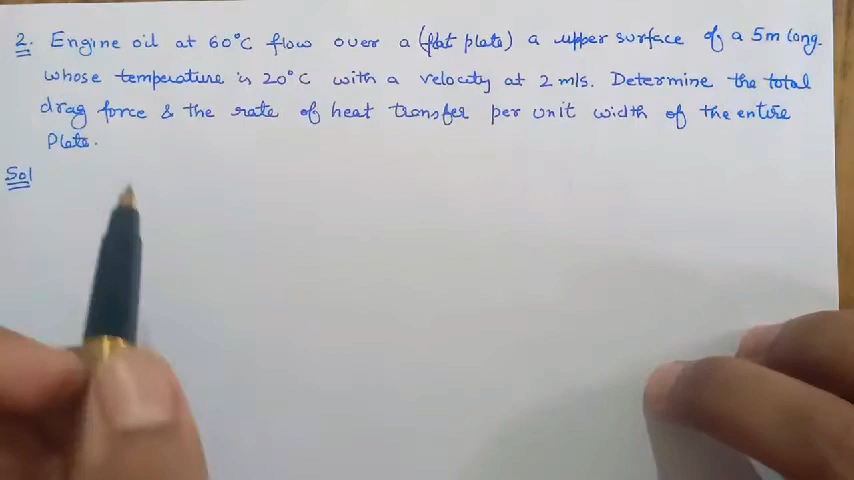 2. Engine oil at 60°C flow over a (flat plate) a upper surface of a 5m long.
whose temperature is 20°C with a velocity at 2 m/s. Determine the total
drag force & the rate of heat transfer per unit width of the entire
Plate.
Sol